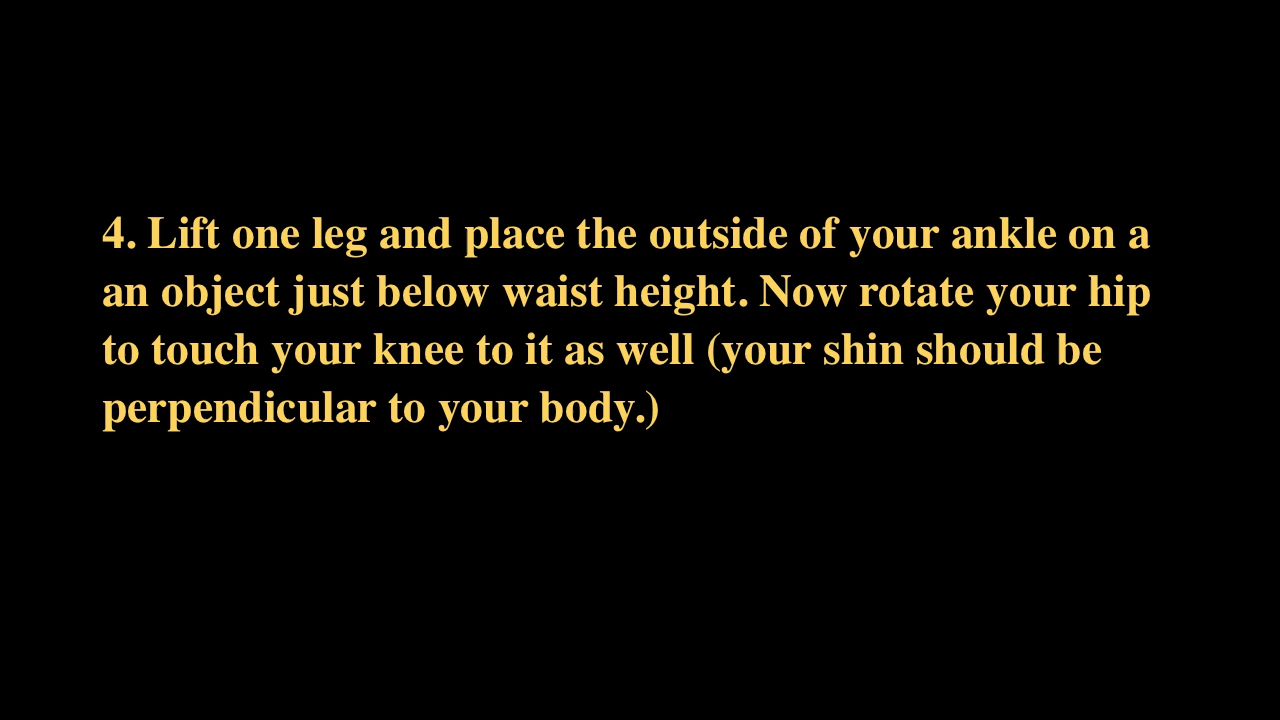 4. Lift one leg and place the outside of your ankle on a
an object just below waist height. Now rotate your hip
to touch your knee to it as well (your shin should be
perpendicular to your body.)